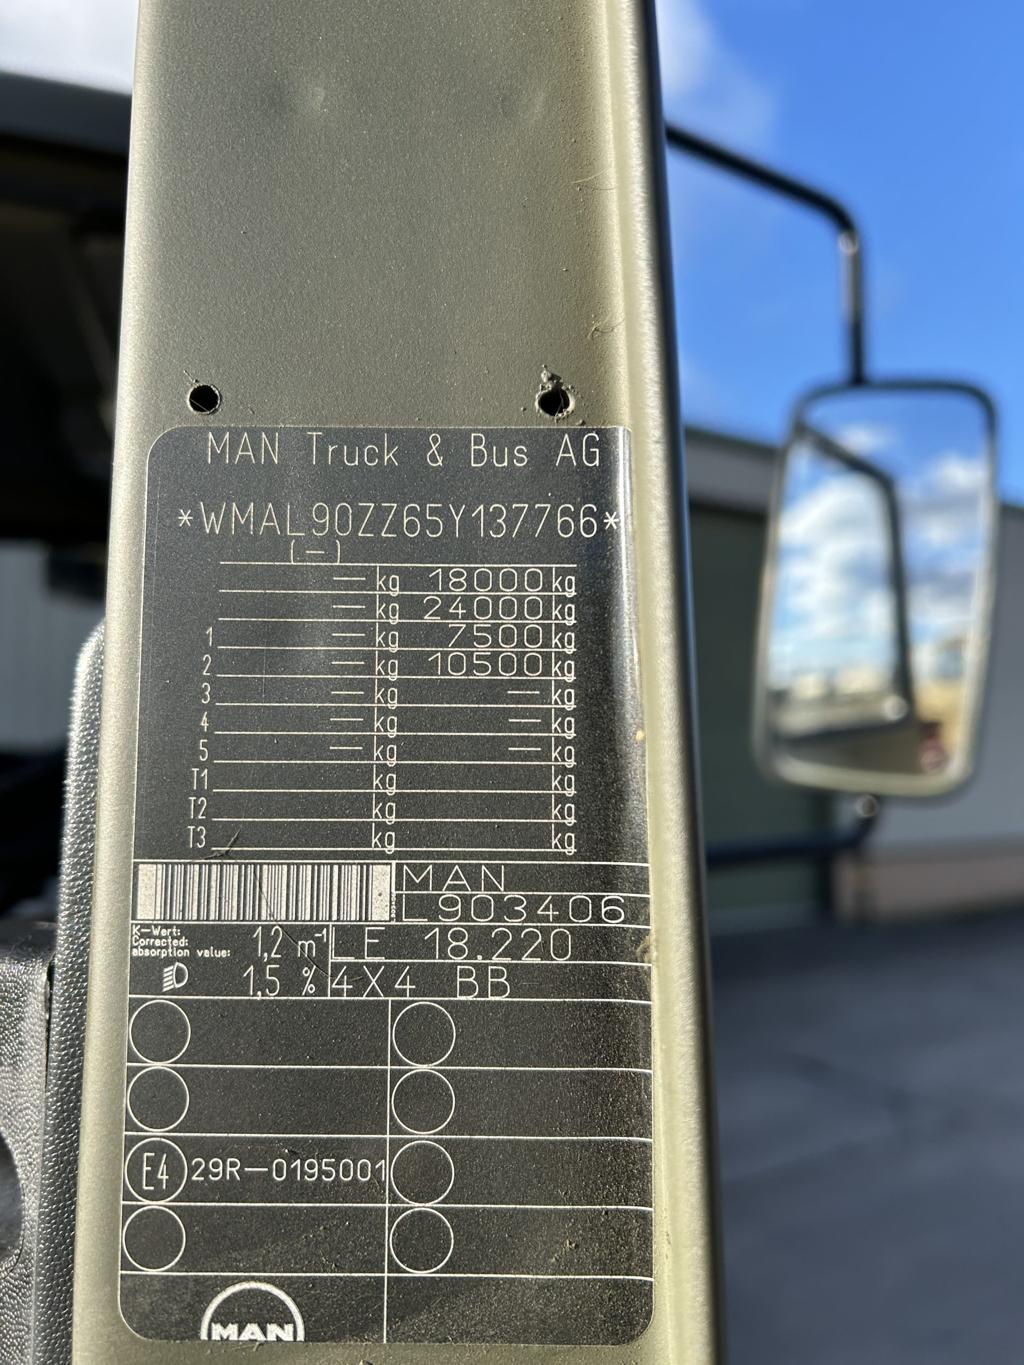 MAN Truck & Bus AG
*WMAL90ZZ65Y137766*
(.—)
— kg 18000 kg
— kg 24000 kg
1 — kg 7500 kg
2 — kg 10500 kg
3 — kg — kg
4 — kg — kg
5 — kg — kg
T1 kg kg
T2 kg kg
T3 kg kg
MAN
L903406
K-Wert:
Corrected:
absorption value: 1,2 m⁻¹ LE 18.220
1,5 % 4X4 BB
E4 29R-0195001
MAN